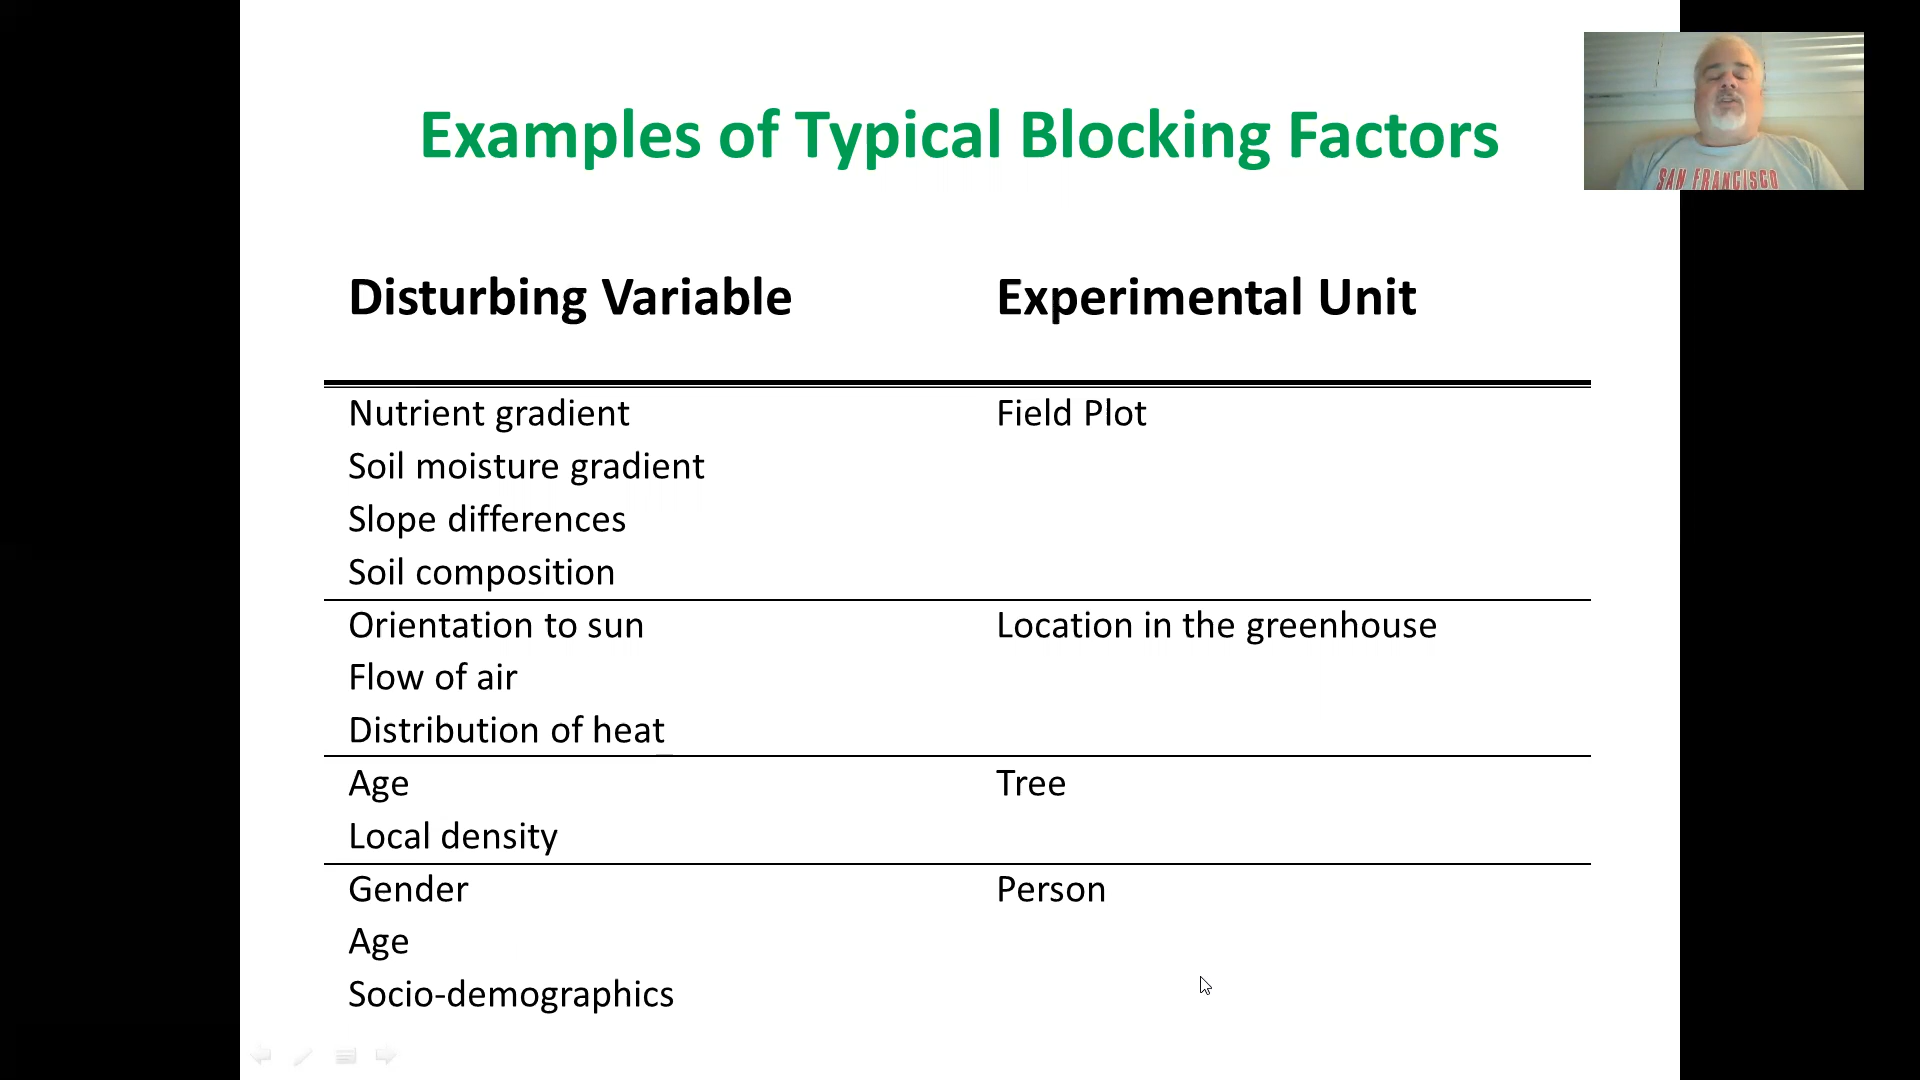 Examples of Typical Blocking Factors
SAN FRANCISCO
Disturbing Variable Experimental Unit
Nutrient gradient Field Plot
Soil moisture gradient
Slope differences
Soil composition
Orientation to sun Location in the greenhouse
Flow of air
Distribution of heat
Age Tree
Local density
Gender Person
Age
Socio-demographics